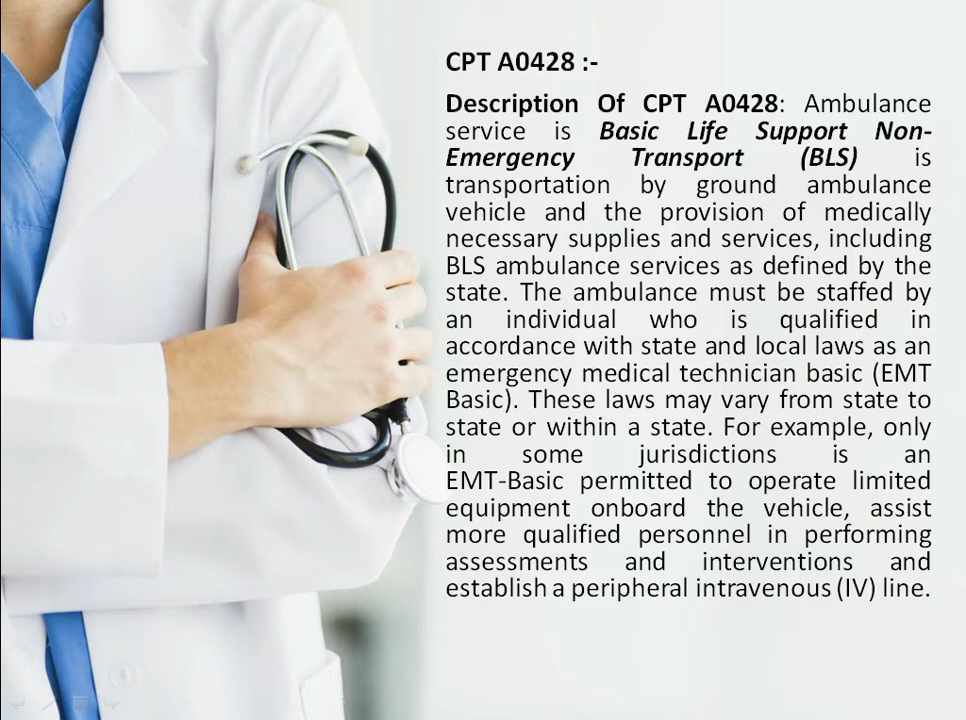 CPT A0428 :-
Description Of CPT A0428: Ambulance
service is Basic Life Support Non-
Emergency Transport (BLS) is
transportation by ground ambulance
vehicle and the provision of medically
necessary supplies and services, including
BLS ambulance services as defined by the
state. The ambulance must be staffed by
an individual who is qualified in
accordance with state and local laws as an
emergency medical technician basic (EMT
Basic). These laws may vary from state to
state or within a state. For example, only
in some jurisdictions is an
EMT-Basic permitted to operate limited
equipment onboard the vehicle, assist
more qualified personnel in performing
assessments and interventions and
establish a peripheral intravenous (IV) line.